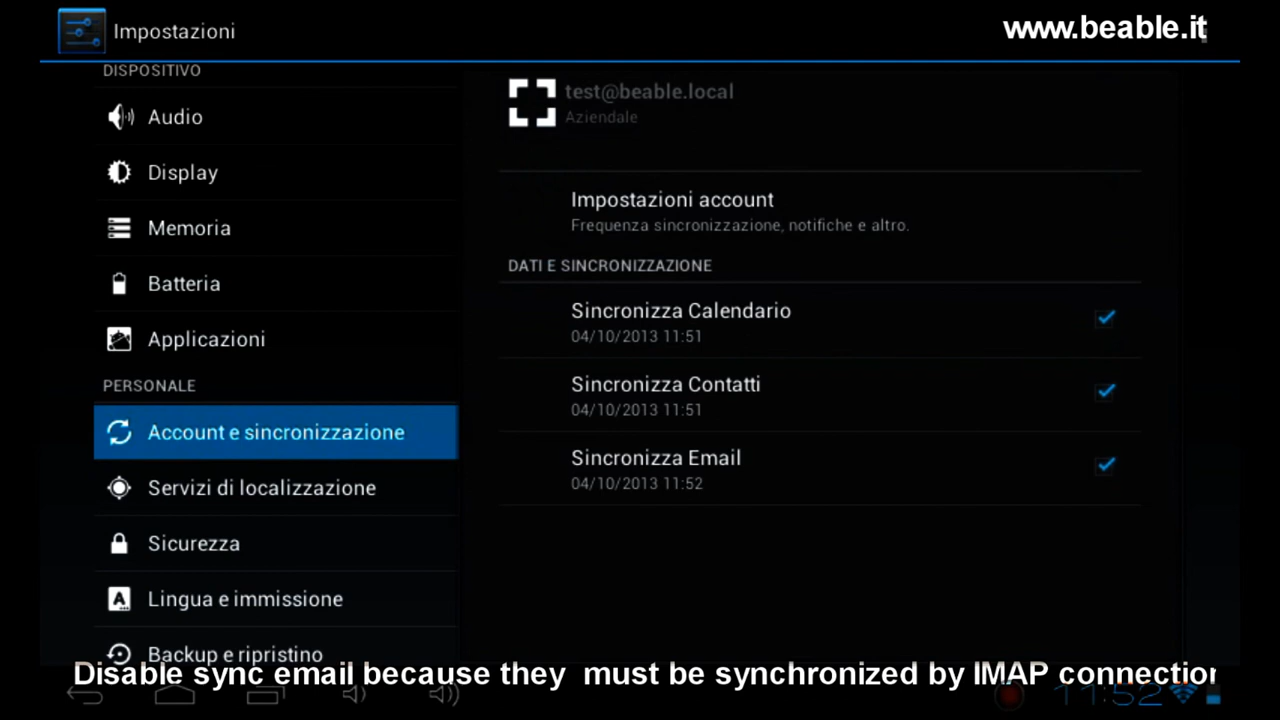 Impostazioni
www.beable.it
DISPOSITIVO
Audio
Display
Memoria
Batteria
Applicazioni
PERSONALE
Account e sincronizzazione
Servizi di localizzazione
Sicurezza
Lingua e immissione
Backup e ripristino
test@beable.local
Aziendale
Impostazioni account
Frequenza sincronizzazione, notifiche e altro.
DATI E SINCRONIZZAZIONE
Sincronizza Calendario
04/10/2013 11:51
Sincronizza Contatti
04/10/2013 11:51
Sincronizza Email
04/10/2013 11:52
Disable sync email because they must be synchronized by IMAP connection
11:52